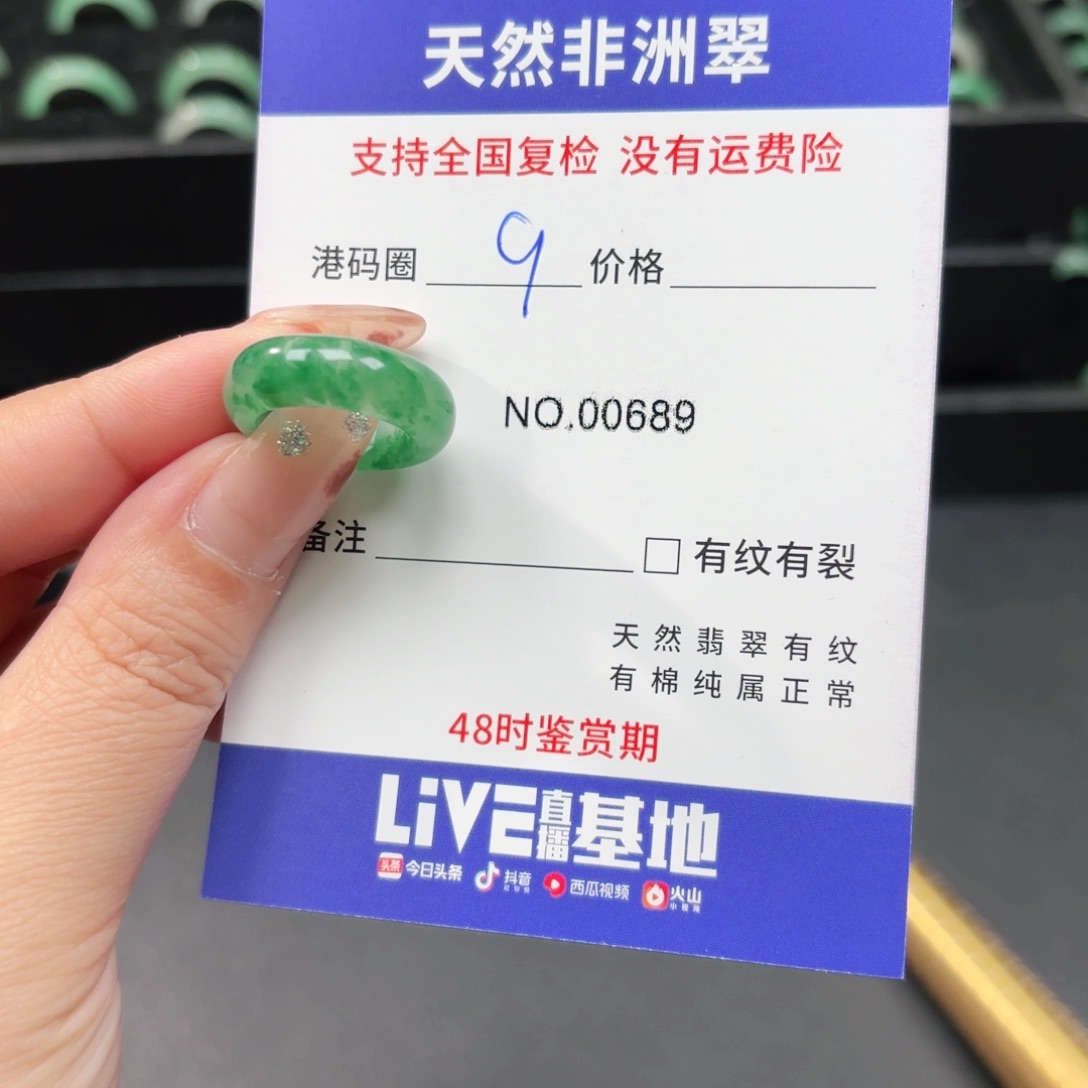 天然非洲翠
支持全国复检 没有运费险
港码圈 9 价格
NO.00689
备注 □ 有纹有裂
天然翡翠有纹
有棉纯属正常
48时鉴赏期
LiVE直播基地
头条 今日头条 抖音 西瓜视频 火山